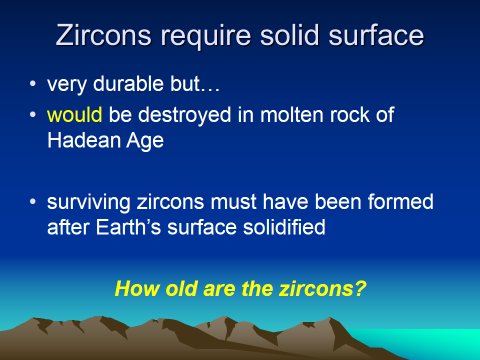 Zircons require solid surface
• very durable but…
• would be destroyed in molten rock of
Hadean Age
• surviving zircons must have been formed
after Earth's surface solidified
How old are the zircons?